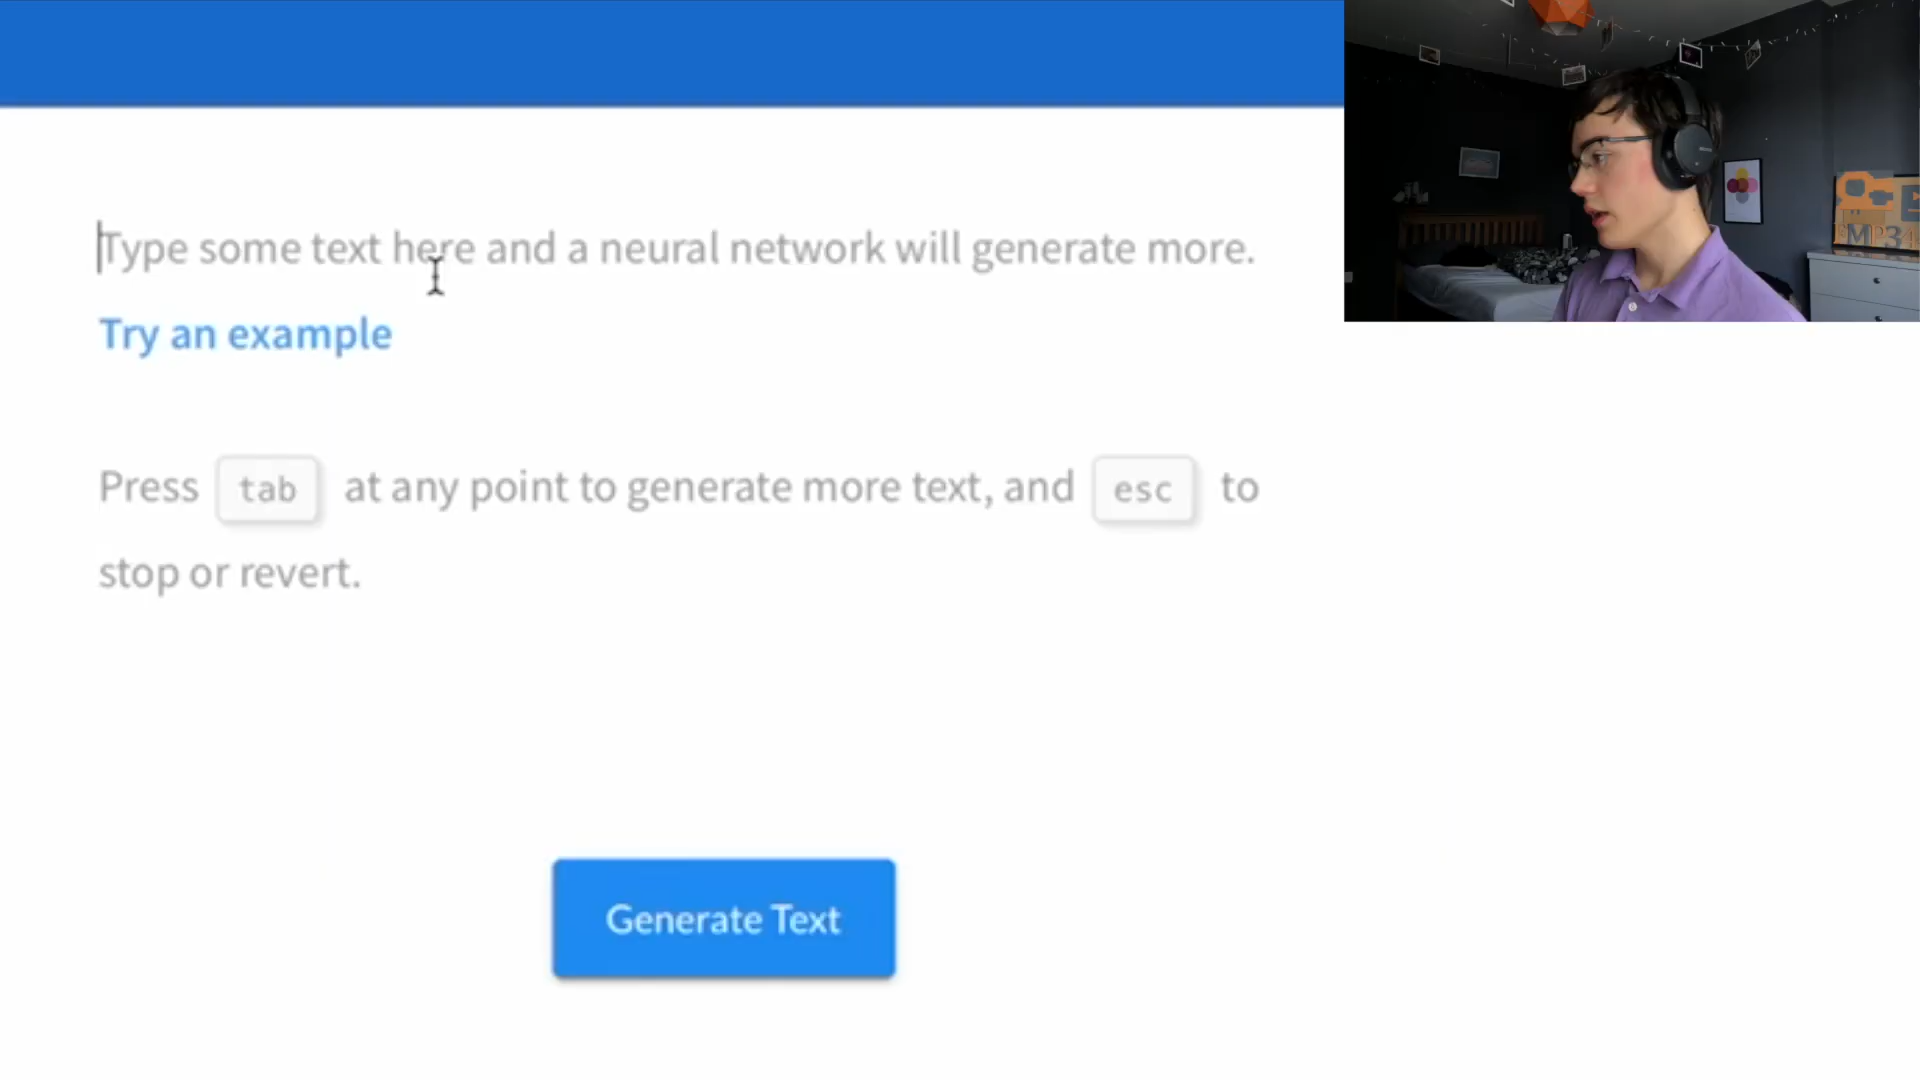 Type some text here and a neural network will generate more.
Try an example
Press tab at any point to generate more text, and esc to
stop or revert.
Generate Text
MP34